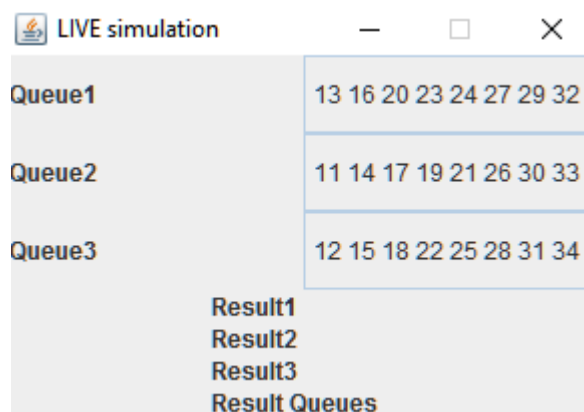 LIVE simulation
Queue1 13 16 20 23 24 27 29 32
Queue2 11 14 17 19 21 26 30 33
Queue3 12 15 18 22 25 28 31 34
Result1
Result2
Result3
Result Queues